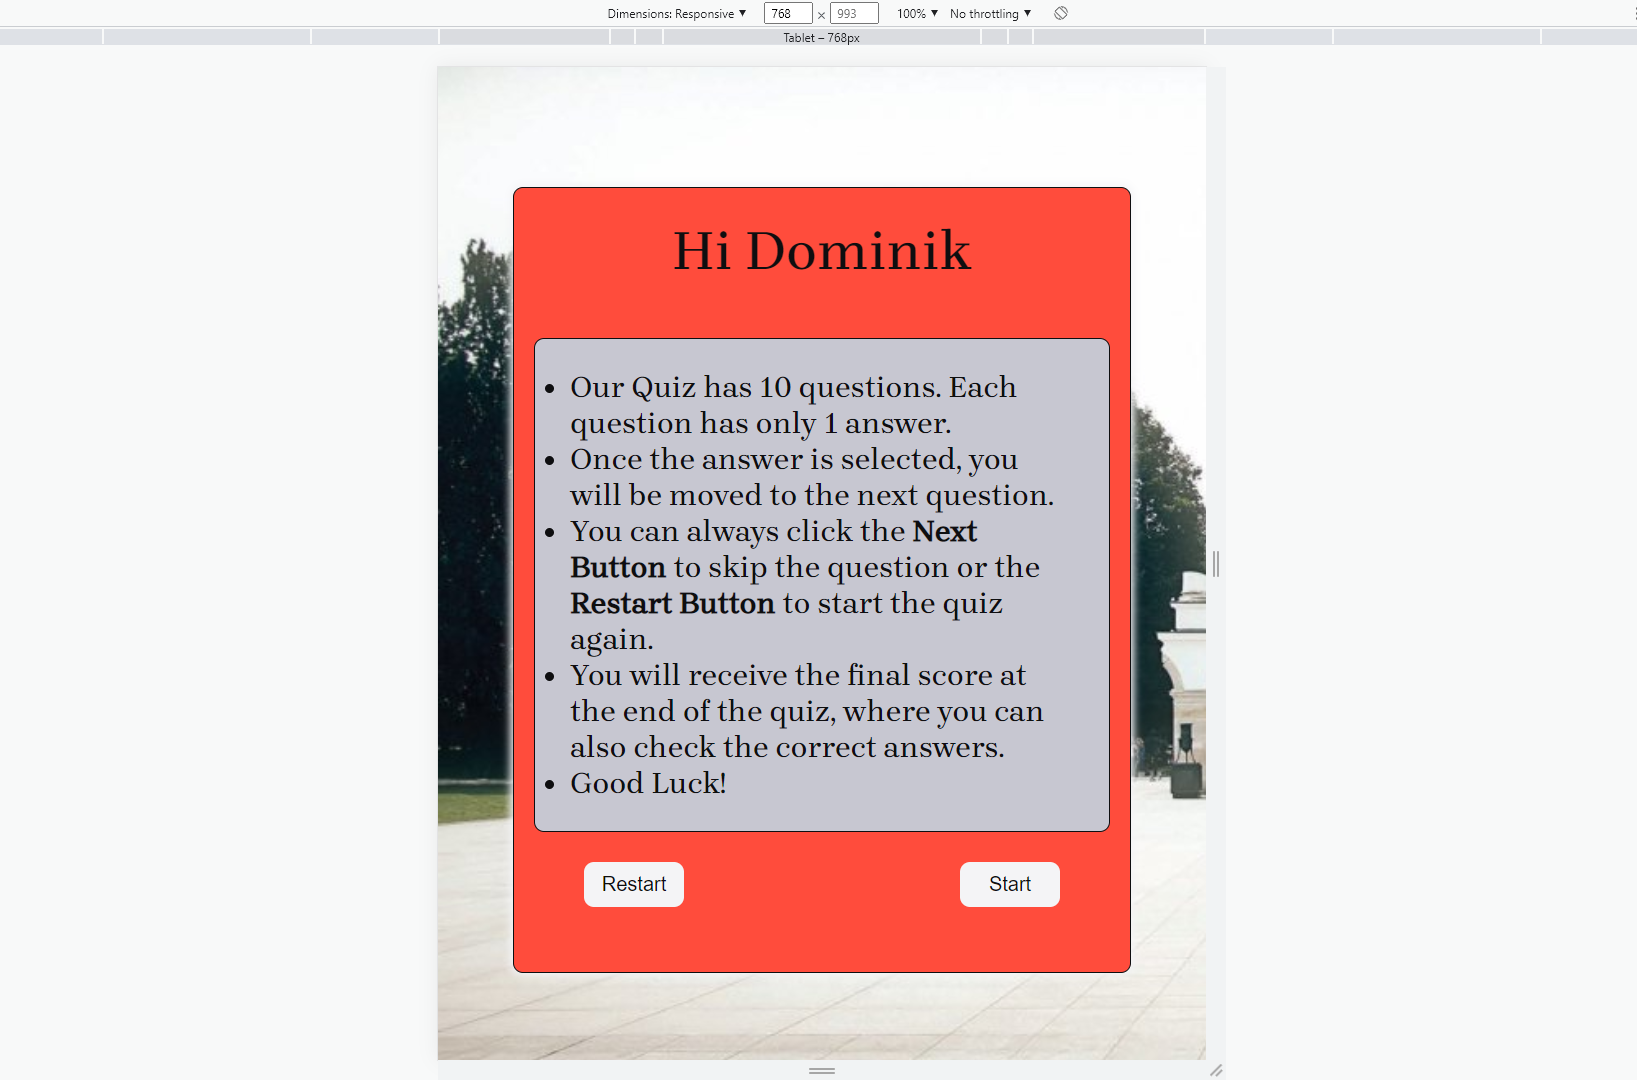 Dimensions: Responsive ▼ 768 × 993 100% ▼ No throttling ▼
Tablet – 768px
Hi Dominik
• Our Quiz has 10 questions. Each
question has only 1 answer.
• Once the answer is selected, you
will be moved to the next question.
• You can always click the Next
Button to skip the question or the
Restart Button to start the quiz
again.
• You will receive the final score at
the end of the quiz, where you can
also check the correct answers.
• Good Luck!
Restart Start